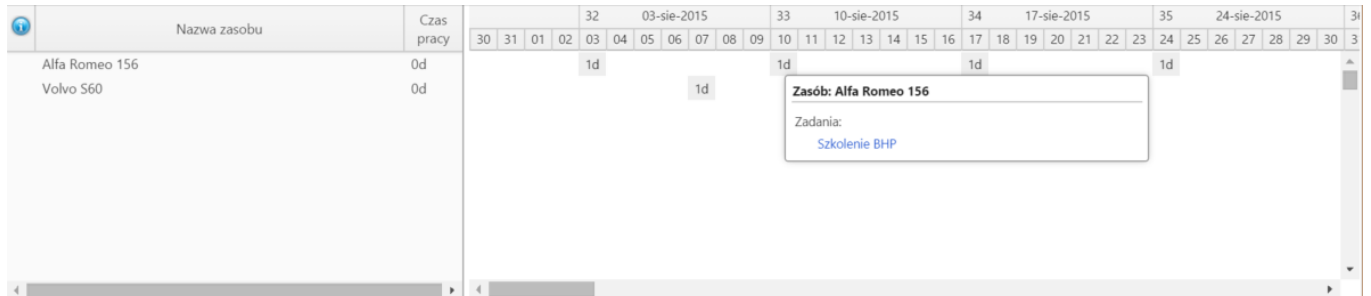 Nazwa zasobu
Czas pracy
32 03-sie-2015 33 10-sie-2015 34 17-sie-2015 35 24-sie-2015
30 31 01 02 03 04 05 06 07 08 09 10 11 12 13 14 15 16 17 18 19 20 21 22 23 24 25 26 27 28 29 30
Alfa Romeo 156 0d 1d 1d 1d 1d
Volvo S60 0d 1d
Zasób: Alfa Romeo 156
Zadania:
Szkolenie BHP